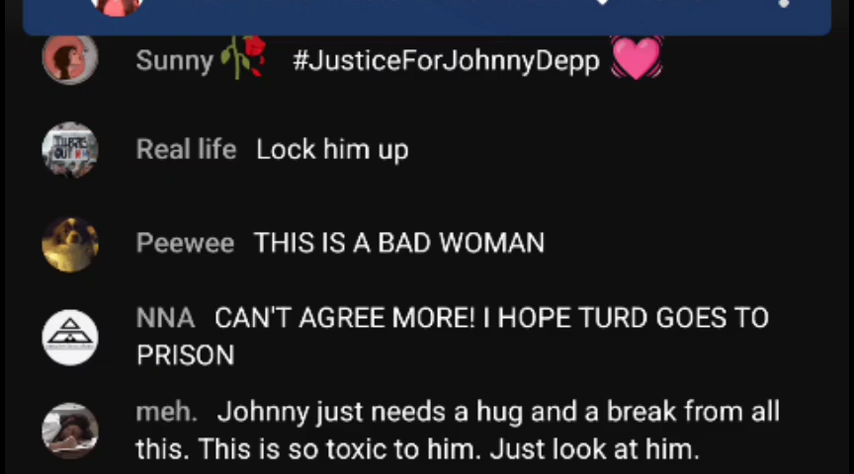 Sunny #JusticeForJohnnyDepp
Real life Lock him up
Peewee THIS IS A BAD WOMAN
NNA CAN'T AGREE MORE! I HOPE TURD GOES TO
PRISON
meh. Johnny just needs a hug and a break from all
this. This is so toxic to him. Just look at him.